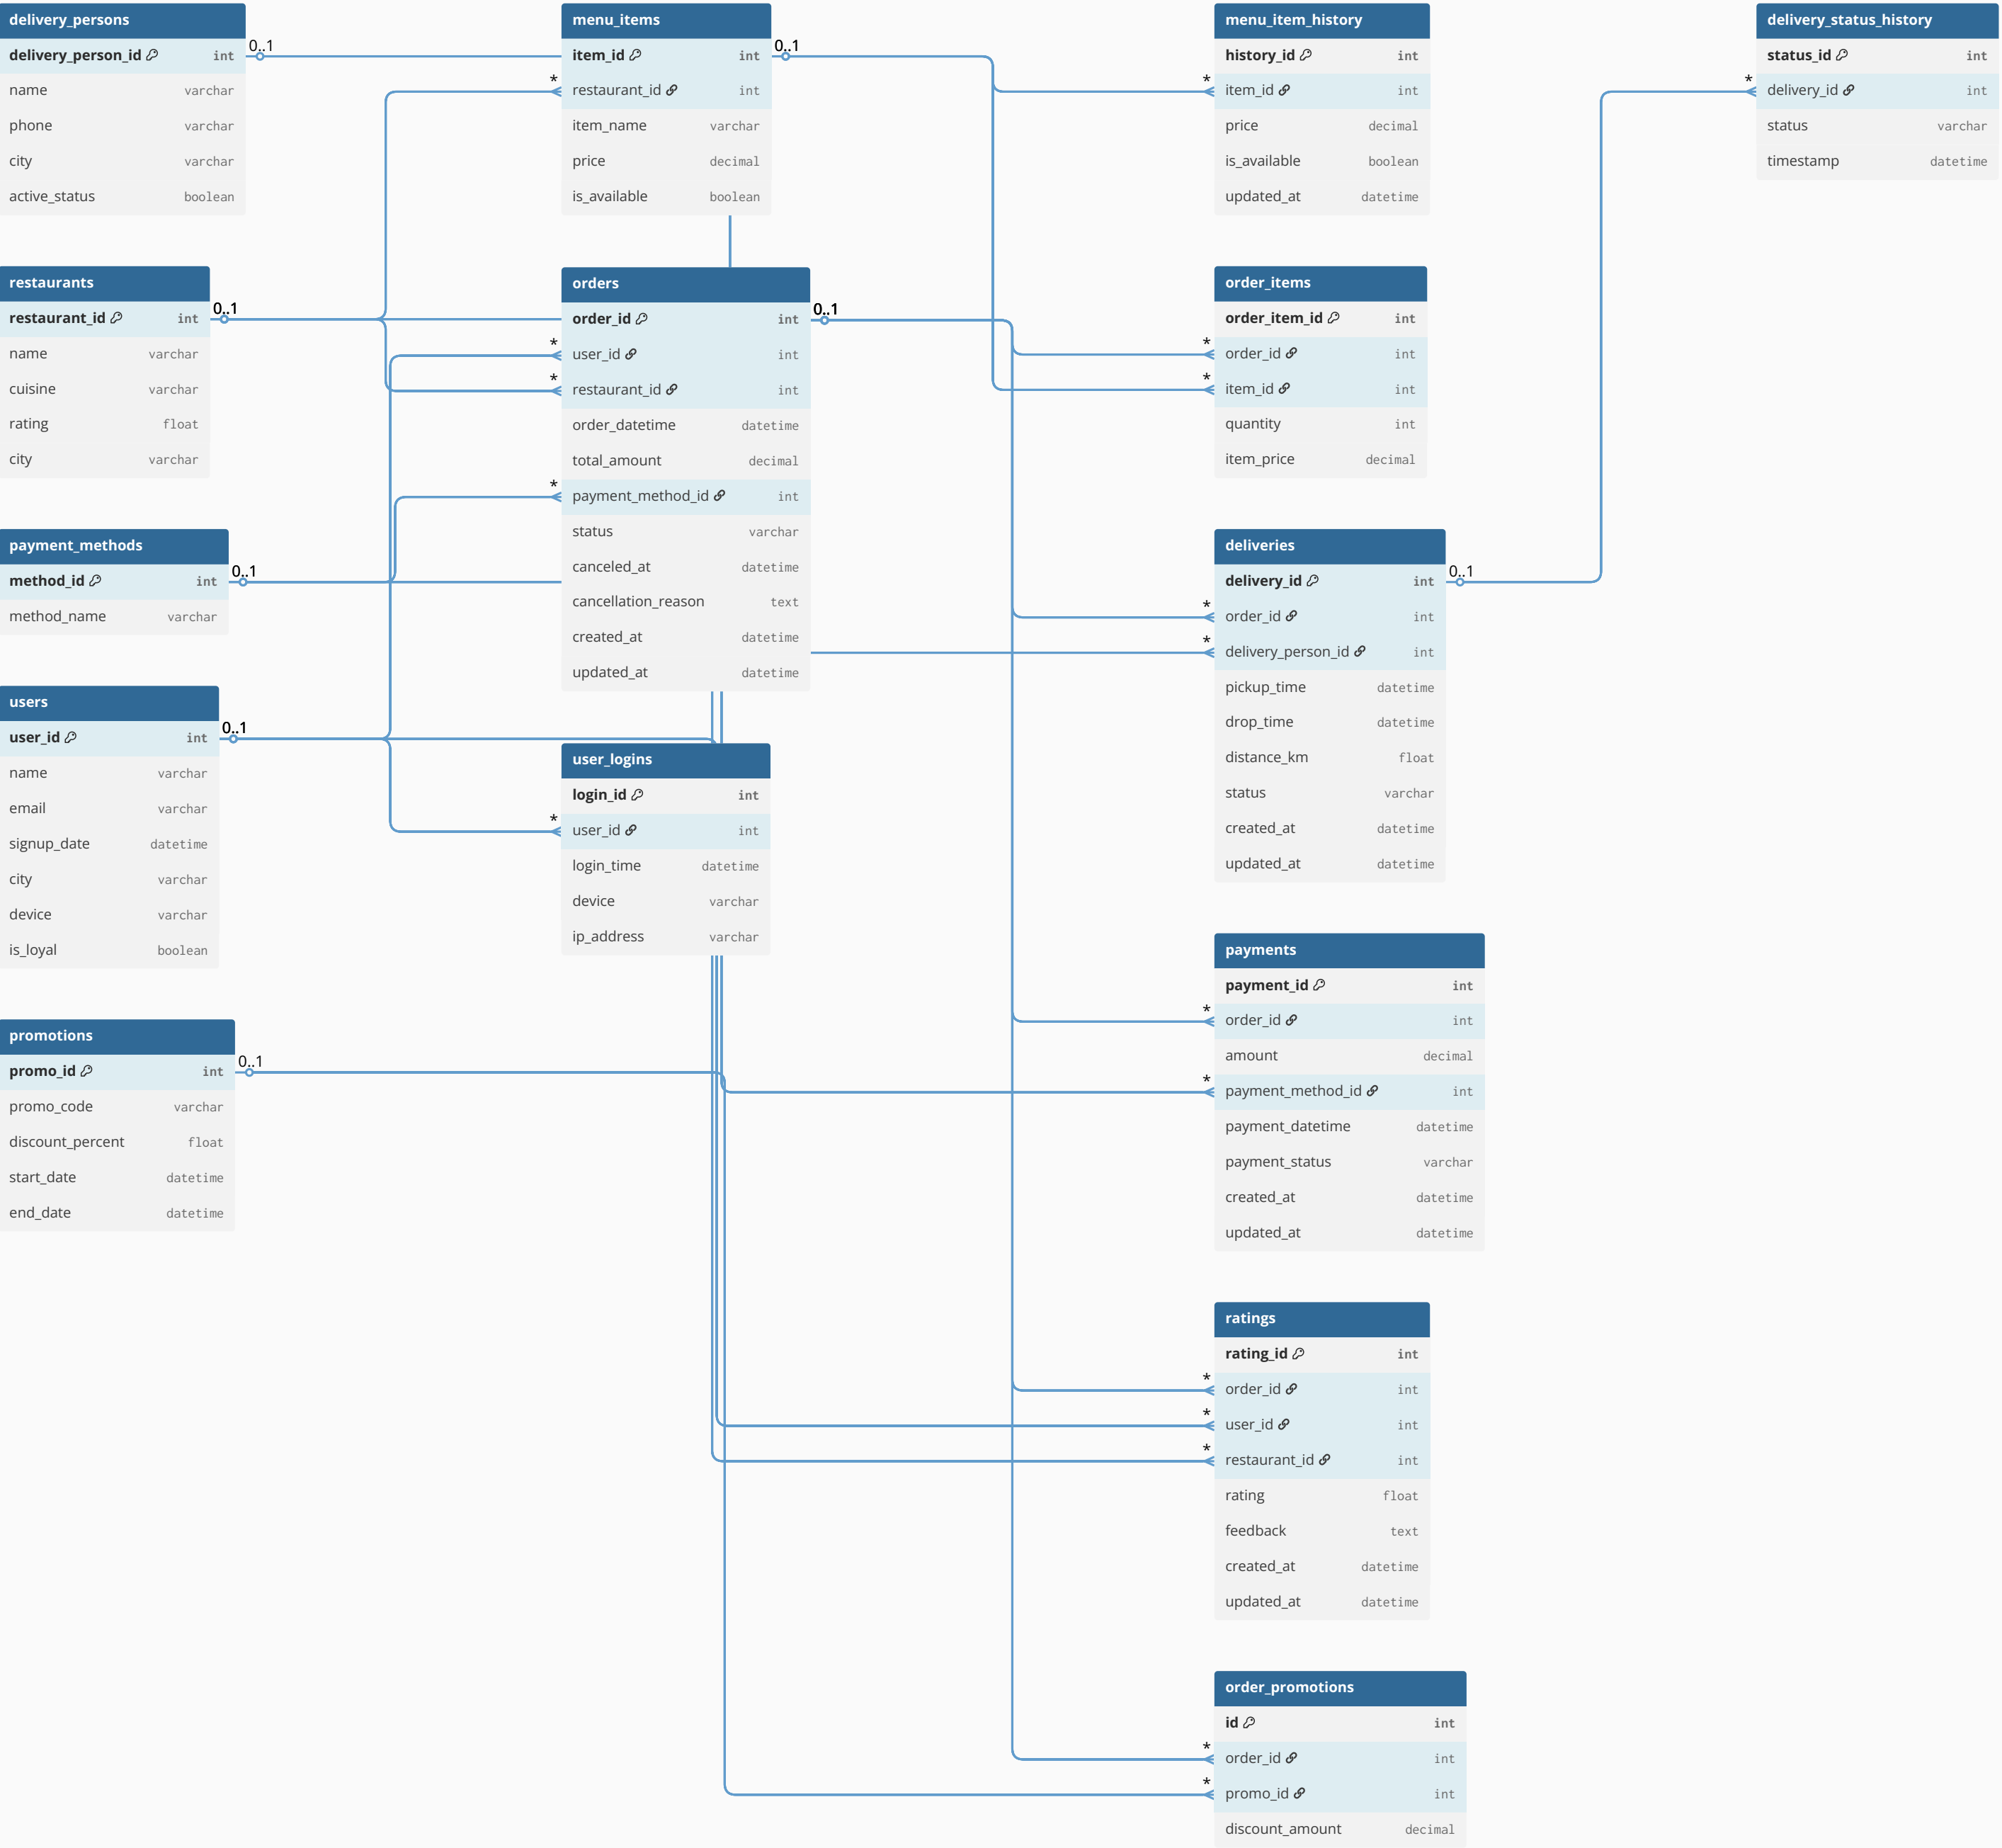 delivery_persons
delivery_person_id int
name varchar
phone varchar
city varchar
active_status boolean
0..1
restaurants
restaurant_id int
name varchar
cuisine varchar
rating float
city varchar
0..1
payment_methods
method_id int
method_name varchar
0..1
users
user_id int
name varchar
email varchar
signup_date datetime
city varchar
device varchar
is_loyal boolean
0..1
promotions
promo_id int
promo_code varchar
discount_percent float
start_date datetime
end_date datetime
0..1
menu_items
item_id int
* restaurant_id int
item_name varchar
price decimal
is_available boolean
0..1
orders
order_id int
* user_id int
* restaurant_id int
order_datetime datetime
total_amount decimal
* payment_method_id int
status varchar
canceled_at datetime
cancellation_reason text
created_at datetime
updated_at datetime
0..1
user_logins
login_id int
* user_id int
login_time datetime
device varchar
ip_address varchar
menu_item_history
history_id int
* item_id int
price decimal
is_available boolean
updated_at datetime
order_items
order_item_id int
* order_id int
* item_id int
quantity int
item_price decimal
deliveries
delivery_id int
* order_id int
* delivery_person_id int
pickup_time datetime
drop_time datetime
distance_km float
status varchar
created_at datetime
updated_at datetime
0..1
payments
payment_id int
* order_id int
amount decimal
* payment_method_id int
payment_datetime datetime
payment_status varchar
created_at datetime
updated_at datetime
ratings
rating_id int
* order_id int
* user_id int
* restaurant_id int
rating float
feedback text
created_at datetime
updated_at datetime
order_promotions
id int
* order_id int
* promo_id int
discount_amount decimal
delivery_status_history
status_id int
* delivery_id int
status varchar
timestamp datetime